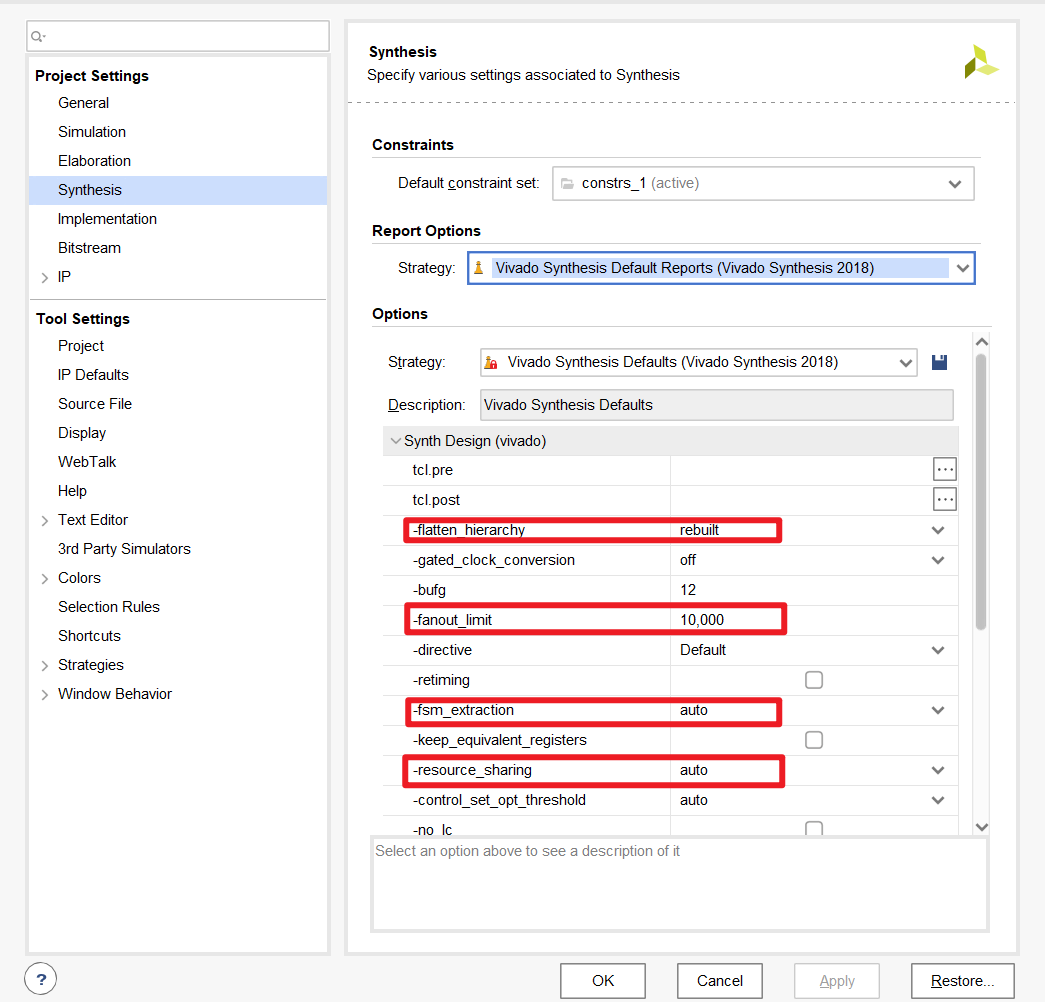 Project Settings
General
Simulation
Elaboration
Synthesis
Implementation
Bitstream
IP
Tool Settings
Project
IP Defaults
Source File
Display
WebTalk
Help
Text Editor
3rd Party Simulators
Colors
Selection Rules
Shortcuts
Strategies
Window Behavior
Synthesis
Specify various settings associated to Synthesis
Constraints
Default constraint set: constrs_1 (active)
Report Options
Strategy: Vivado Synthesis Default Reports (Vivado Synthesis 2018)
Options
Strategy: Vivado Synthesis Defaults (Vivado Synthesis 2018)
Description: Vivado Synthesis Defaults
Synth Design (vivado)
tcl.pre ...
tcl.post ...
-flatten_hierarchy rebuilt
-gated_clock_conversion off
-bufg 12
-fanout_limit 10,000
-directive Default
-retiming
-fsm_extraction auto
-keep_equivalent_registers
-resource_sharing auto
-control_set_opt_threshold auto
-no_lc
Select an option above to see a description of it
? OK Cancel Apply Restore...